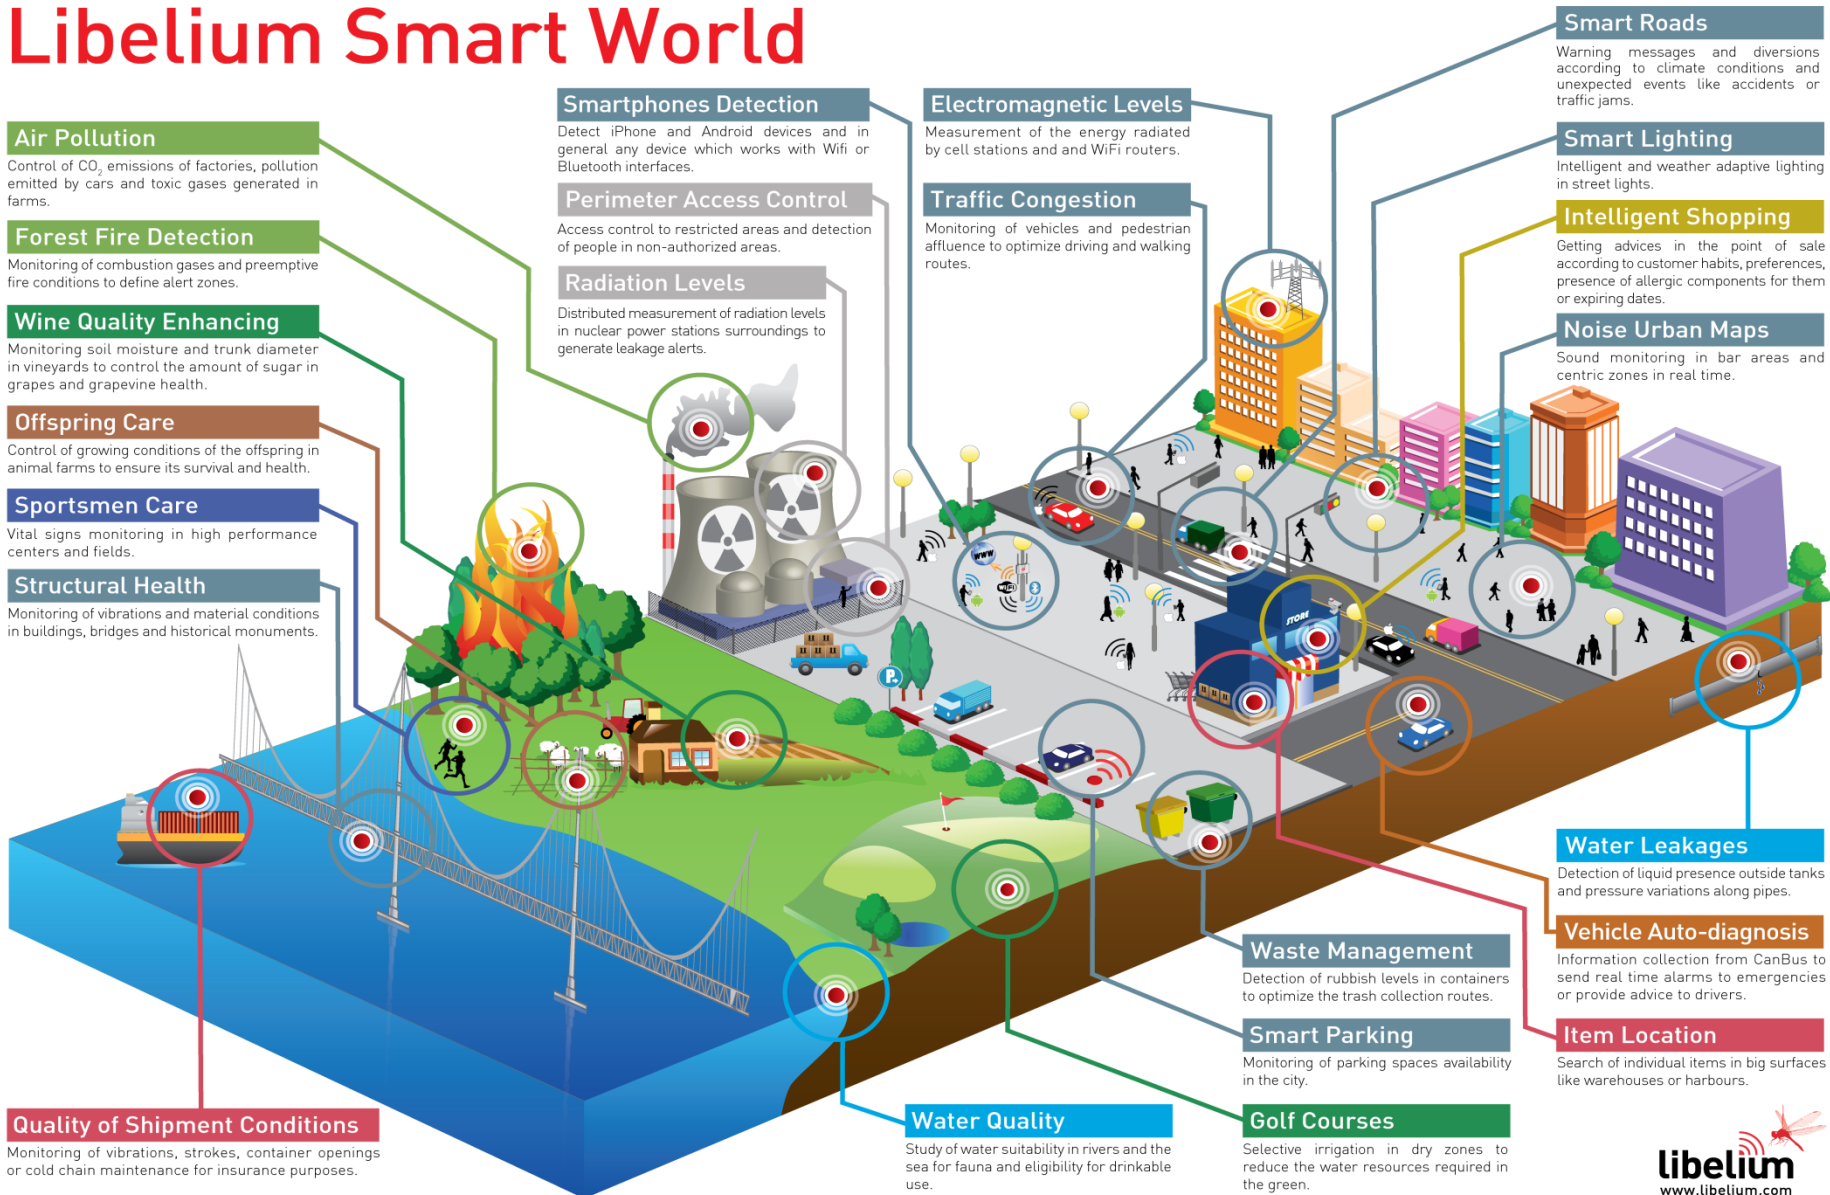 Libelium Smart World
Air Pollution
Control of CO2 emissions of factories, pollution
emitted by cars and toxic gases generated in
farms.
Forest Fire Detection
Monitoring of combustion gases and preemptive
fire conditions to define alert zones.
Wine Quality Enhancing
Monitoring soil moisture and trunk diameter
in vineyards to control the amount of sugar in
grapes and grapevine health.
Offspring Care
Control of growing conditions of the offspring in
animal farms to ensure its survival and health.
Sportsmen Care
Vital signs monitoring in high performance
centers and fields.
Structural Health
Monitoring of vibrations and material conditions
in buildings, bridges and historical monuments.
Quality of Shipment Conditions
Monitoring of vibrations, strokes, container openings
or cold chain maintenance for insurance purposes.
Smartphones Detection
Detect iPhone and Android devices and in
general any device which works with Wifi or
Bluetooth interfaces.
Perimeter Access Control
Access control to restricted areas and detection
of people in non-authorized areas.
Radiation Levels
Distributed measurement of radiation levels
in nuclear power stations surroundings to
generate leakage alerts.
Electromagnetic Levels
Measurement of the energy radiated
by cell stations and and WiFi routers.
Traffic Congestion
Monitoring of vehicles and pedestrian
affluence to optimize driving and walking
routes.
Smart Roads
Warning messages and diversions
according to climate conditions and
unexpected events like accidents or
traffic jams.
Smart Lighting
Intelligent and weather adaptive lighting
in street lights.
Intelligent Shopping
Getting advices in the point of sale
according to customer habits, preferences,
presence of allergic components for them
or expiring dates.
Noise Urban Maps
Sound monitoring in bar areas and
centric zones in real time.
www
WiFi
STORE
P
Water Leakages
Detection of liquid presence outside tanks
and pressure variations along pipes.
Vehicle Auto-diagnosis
Information collection from CanBus to
send real time alarms to emergencies
or provide advice to drivers.
Item Location
Search of individual items in big surfaces
like warehouses or harbours.
Waste Management
Detection of rubbish levels in containers
to optimize the trash collection routes.
Smart Parking
Monitoring of parking spaces availability
in the city.
Golf Courses
Selective irrigation in dry zones to
reduce the water resources required in
the green.
Water Quality
Study of water suitability in rivers and the
sea for fauna and eligibility for drinkable
use.
libelium
www.libelium.com